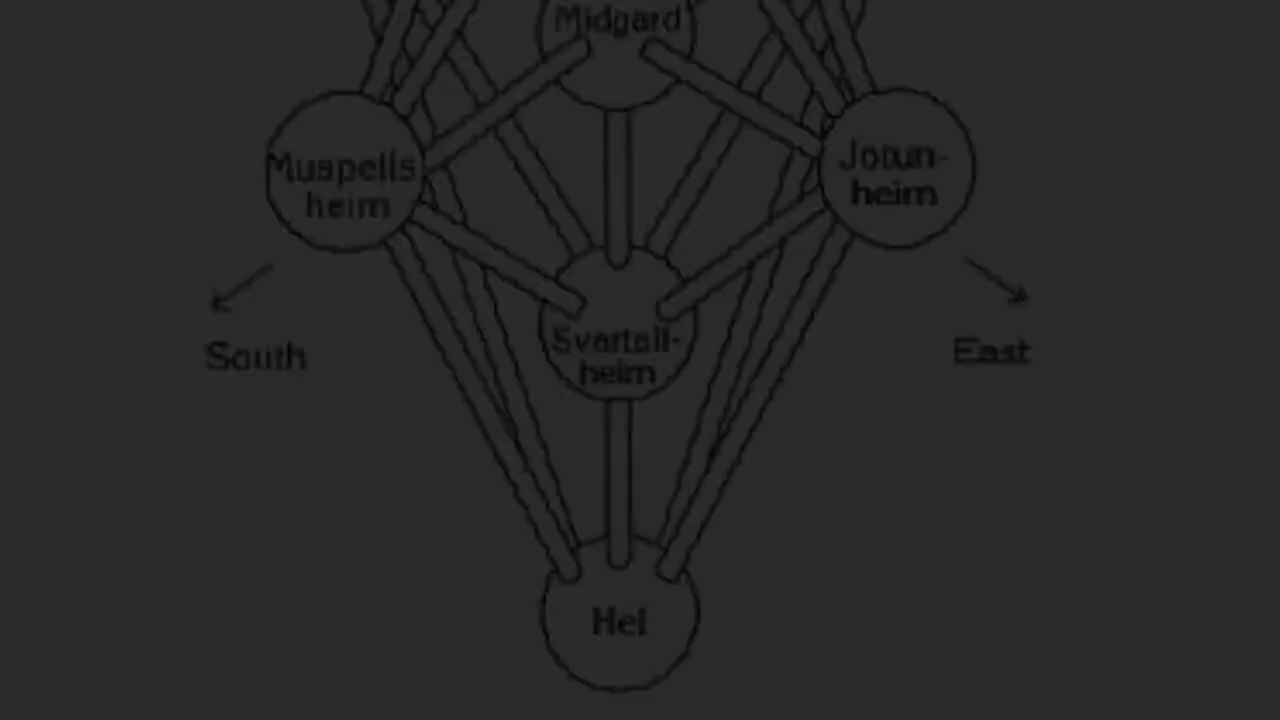 Midgard
Muspells
heim
Jotun-
heim
South
East
Svartalf-
heim
Hel